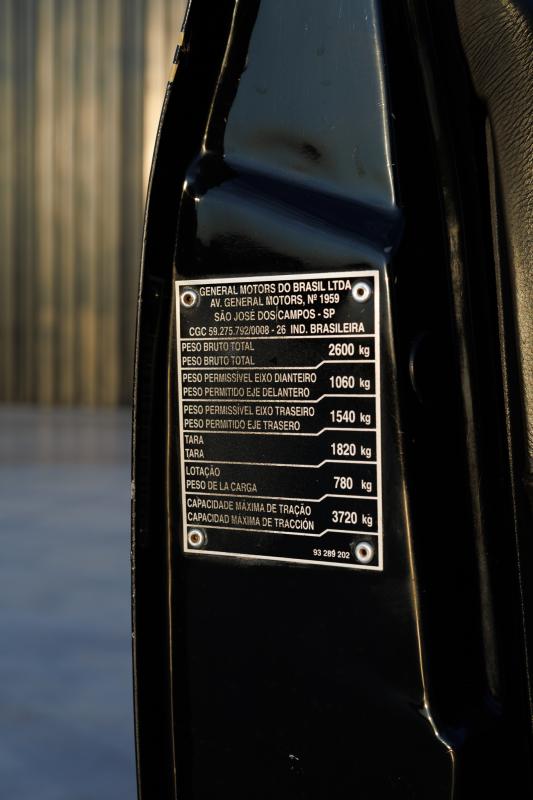 GENERAL MOTORS DO BRASIL LTDA
AV. GENERAL MOTORS, Nº 1959
SÃO JOSÉ DOS CAMPOS - SP
CGC 59.275.792/0008 - 26 IND. BRASILEIRA
PESO BRUTO TOTAL
PESO BRUTO TOTAL
2600 kg
PESO PERMISSÍVEL EIXO DIANTEIRO
PESO PERMITIDO EJE DELANTERO
1060 kg
PESO PERMISSÍVEL EIXO TRASEIRO
PESO PERMITIDO EJE TRASERO
1540 kg
TARA
TARA
1820 kg
LOTAÇÃO
PESO DE LA CARGA
780 kg
CAPACIDADE MÁXIMA DE TRAÇÃO
CAPACIDAD MÁXIMA DE TRACCIÓN
3720 kg
93 289 202